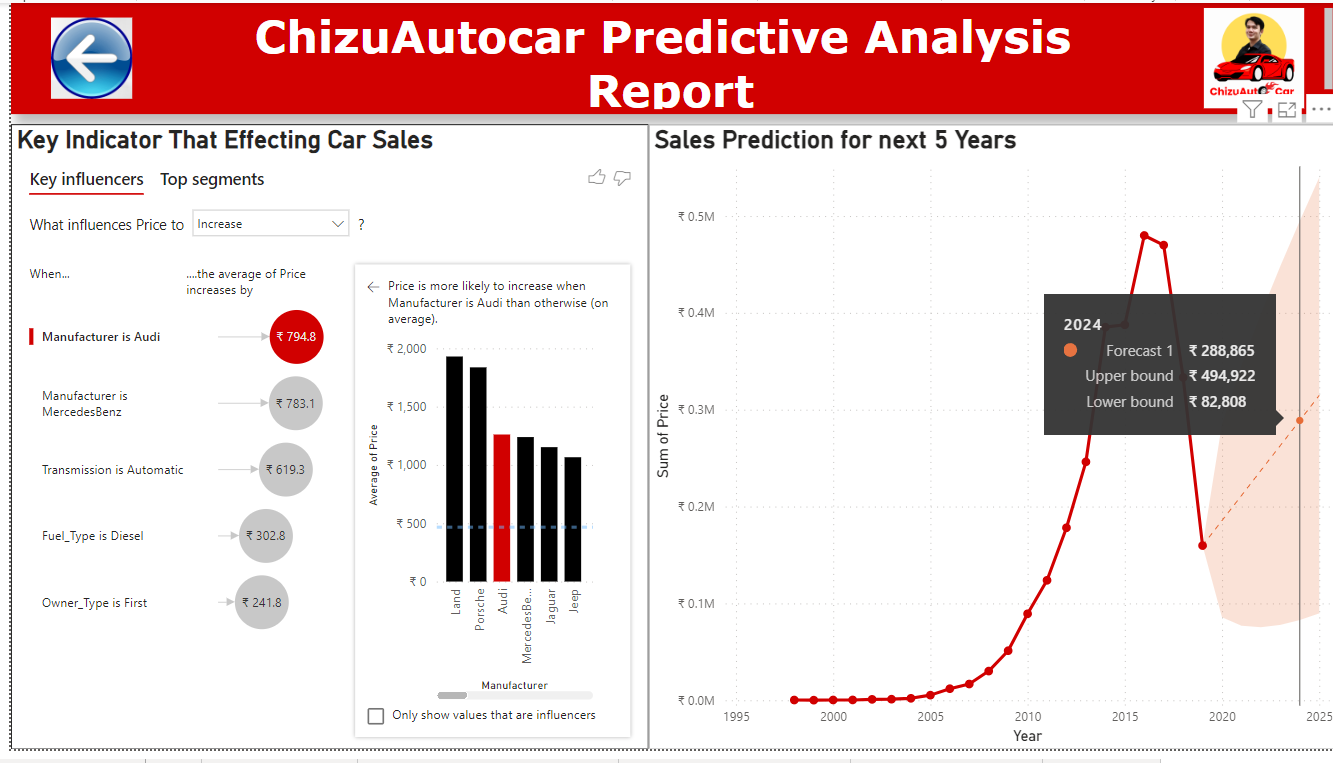 ChizuAutocar Predictive Analysis
Report
ChizuAuto Car
Key Indicator That Effecting Car Sales
Key influencers Top segments
What influences Price to Increase ?
When...
....the average of Price
increases by
Manufacturer is Audi
₹ 794.8
Manufacturer is
MercedesBenz
₹ 783.1
Transmission is Automatic
₹ 619.3
Fuel_Type is Diesel
₹ 302.8
Owner_Type is First
₹ 241.8
Price is more likely to increase when
Manufacturer is Audi than otherwise (on
average).
Average of Price
₹ 2,000
₹ 1,500
₹ 1,000
₹ 500
₹ 0
Land
Porsche
Audi
MercedesBe...
Jaguar
Jeep
Manufacturer
Only show values that are influencers
Sales Prediction for next 5 Years
Sum of Price
₹ 0.5M
₹ 0.4M
₹ 0.3M
₹ 0.2M
₹ 0.1M
₹ 0.0M
2024
Forecast 1 ₹ 288,865
Upper bound ₹ 494,922
Lower bound ₹ 82,808
1995 2000 2005 2010 2015 2020 2025
Year